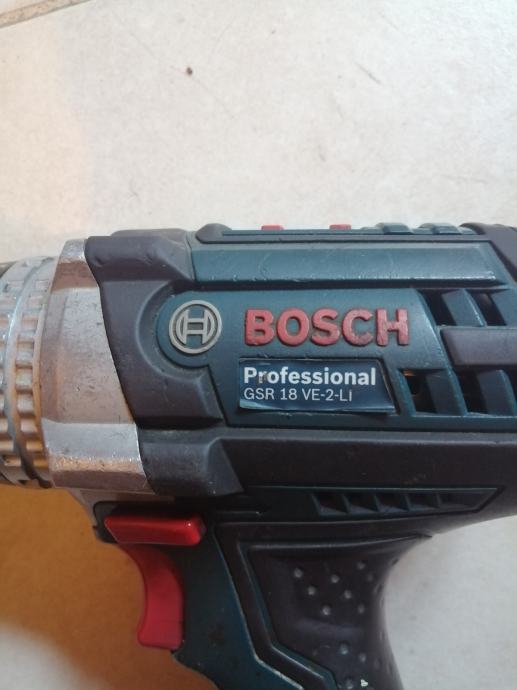 BOSCH
Professional
GSR 18 VE-2-LI